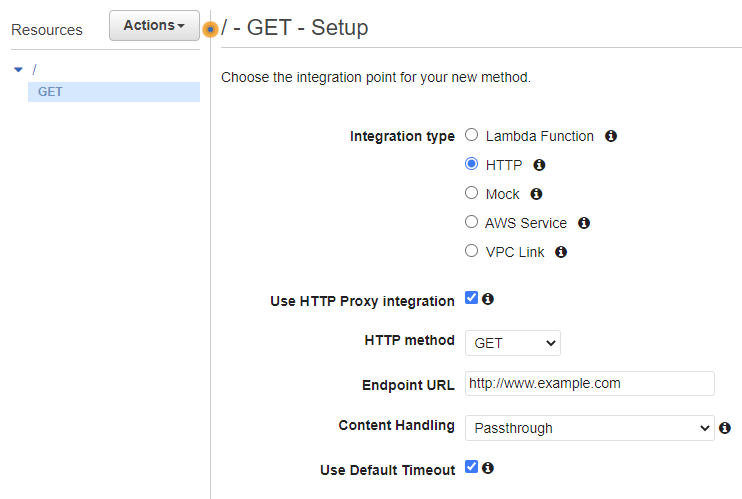 Resources
Actions
/
GET
/ - GET - Setup
Choose the integration point for your new method.
Integration type
Lambda Function
HTTP
Mock
AWS Service
VPC Link
Use HTTP Proxy integration
HTTP method GET
Endpoint URL http://www.example.com
Content Handling Passthrough
Use Default Timeout